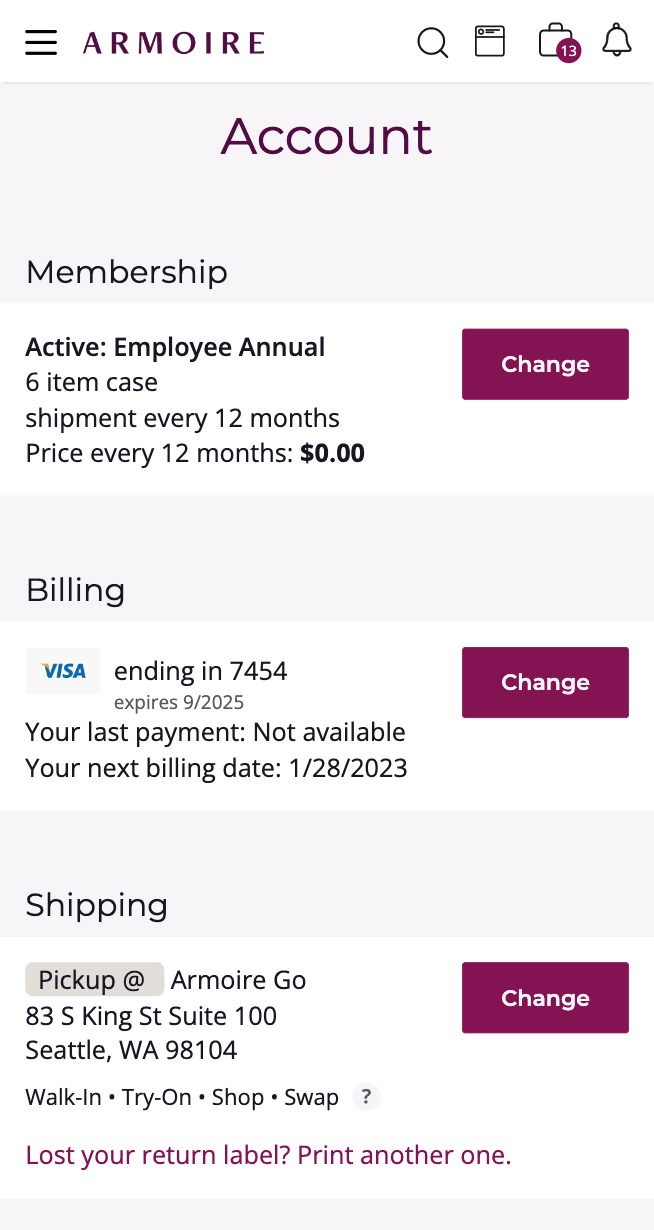 ARMOIRE
13
Account
Membership
Active: Employee Annual
6 item case
shipment every 12 months
Price every 12 months: $0.00
Change
Billing
VISA ending in 7454
expires 9/2025
Your last payment: Not available
Your next billing date: 1/28/2023
Change
Shipping
Pickup @ Armoire Go
83 S King St Suite 100
Seattle, WA 98104
Walk-In • Try-On • Shop • Swap ?
Lost your return label? Print another one.
Change